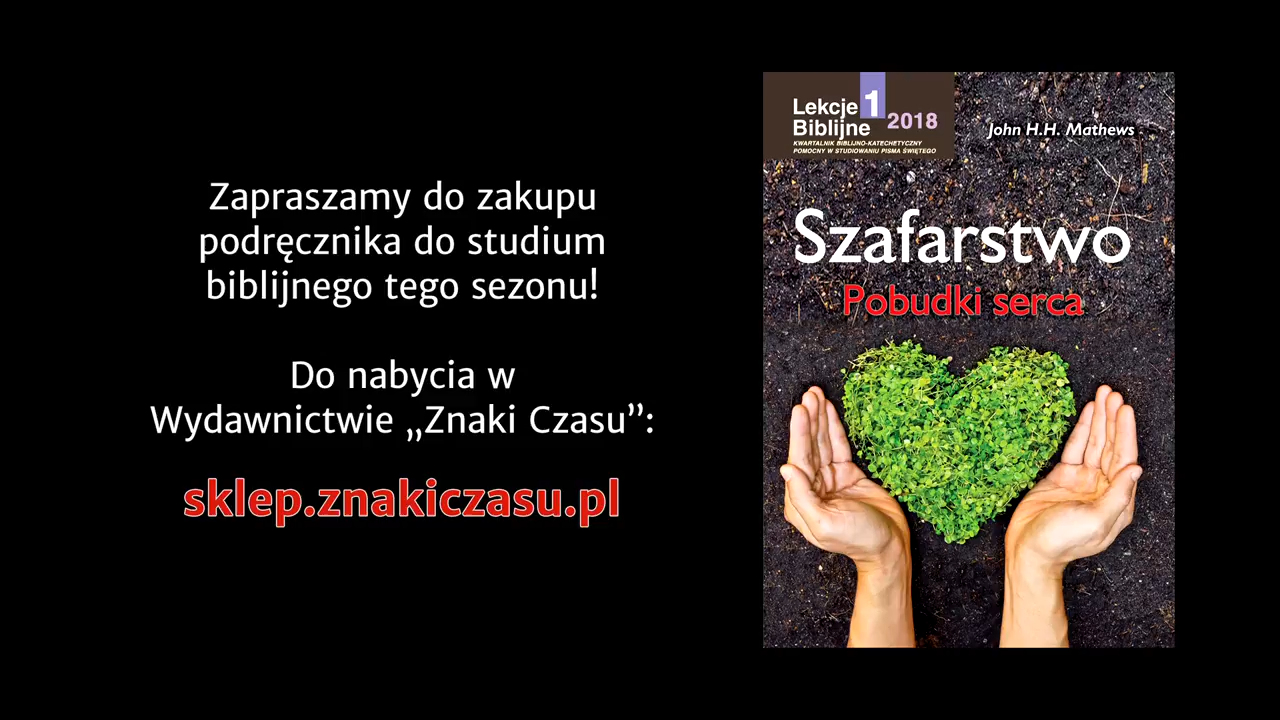 Zapraszamy do zakupu
podręcznika do studium
biblijnego tego sezonu!
Do nabycia w
Wydawnictwie „Znaki Czasu”:
sklep.znakiczasu.pl
Lekcje 1
Biblijne 2018
KWARTALNIK BIBLIJNO-KATECHETYCZNY
POMOCNY W STUDIOWANIU PISMA ŚWIĘTEGO
John H.H. Mathews
Szafarstwo
Pobudki serca